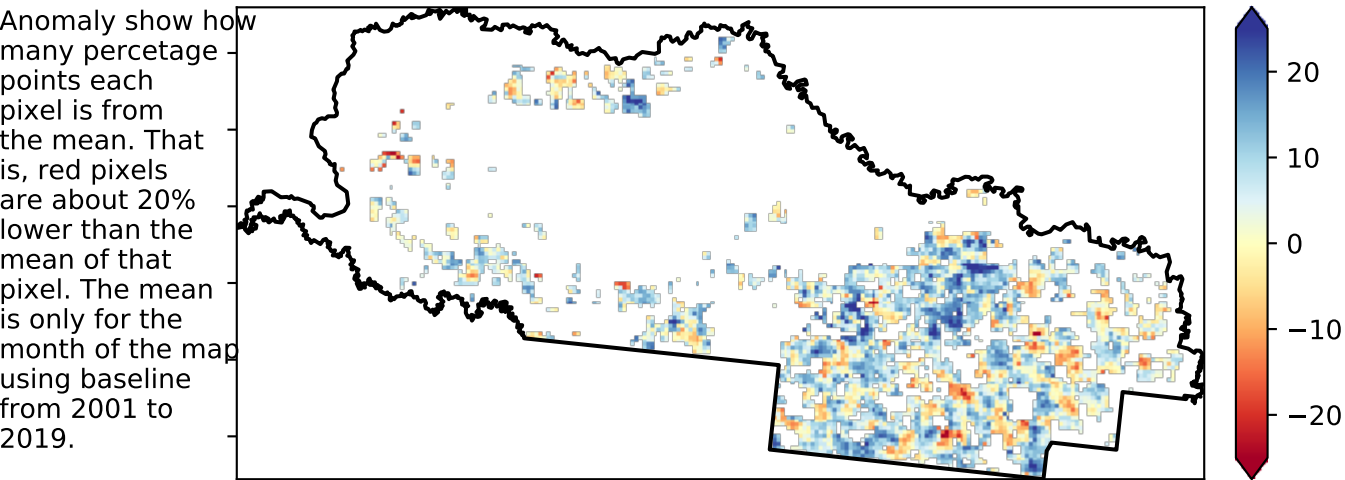 Anomaly show how
many percetage
points each
pixel is from
the mean. That
is, red pixels
are about 20%
lower than the
mean of that
pixel. The mean
is only for the
month of the map
using baseline
from 2001 to
2019.
20
10
0
−10
−20